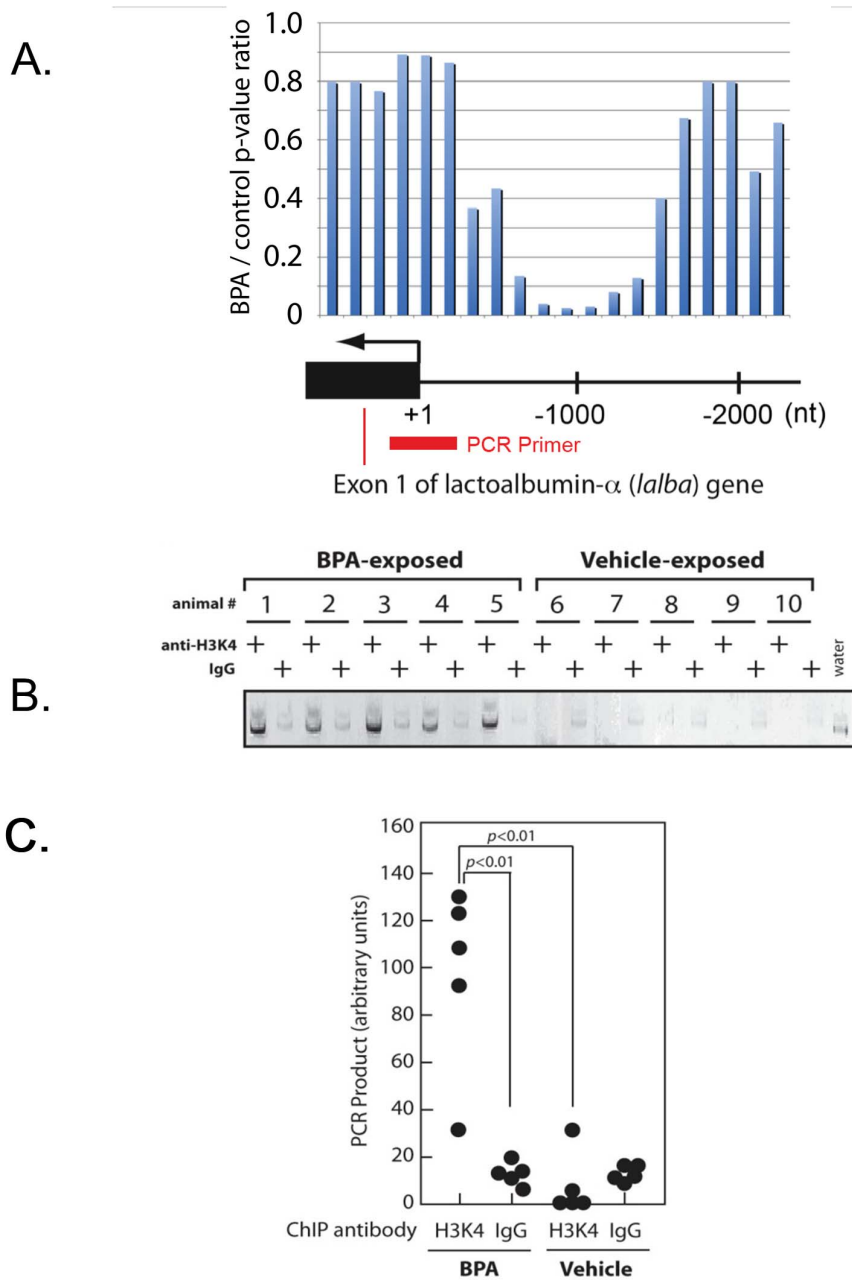 A.
BPA / control p-value ratio
1.0
0.8
0.6
0.4
0.2
0
+1 -1000 -2000 (nt)
PCR Primer
Exon 1 of lactoalbumin-α (lalba) gene
B.
BPA-exposed Vehicle-exposed
animal # 1 2 3 4 5 6 7 8 9 10
anti-H3K4 + + + + + + + + + +
IgG + + + + + + + + + +
water
C.
PCR Product (arbitrary units)
160
140
120
100
80
60
40
20
0
p<0.01
p<0.01
ChIP antibody H3K4 IgG H3K4 IgG
BPA Vehicle